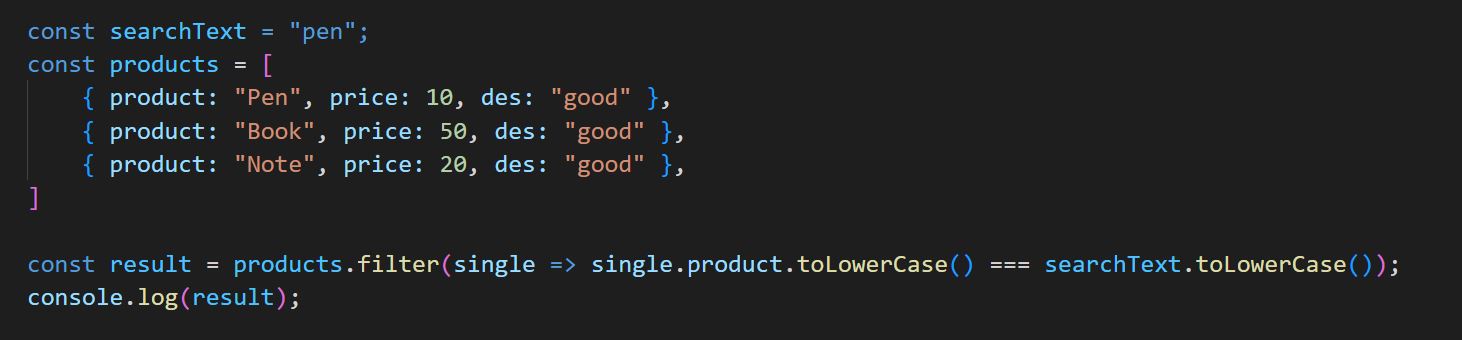 const searchText = "pen";
const products = [
    { product: "Pen", price: 10, des: "good" },
    { product: "Book", price: 50, des: "good" },
    { product: "Note", price: 20, des: "good" },
]

const result = products.filter(single => single.product.toLowerCase() === searchText.toLowerCase());
console.log(result);